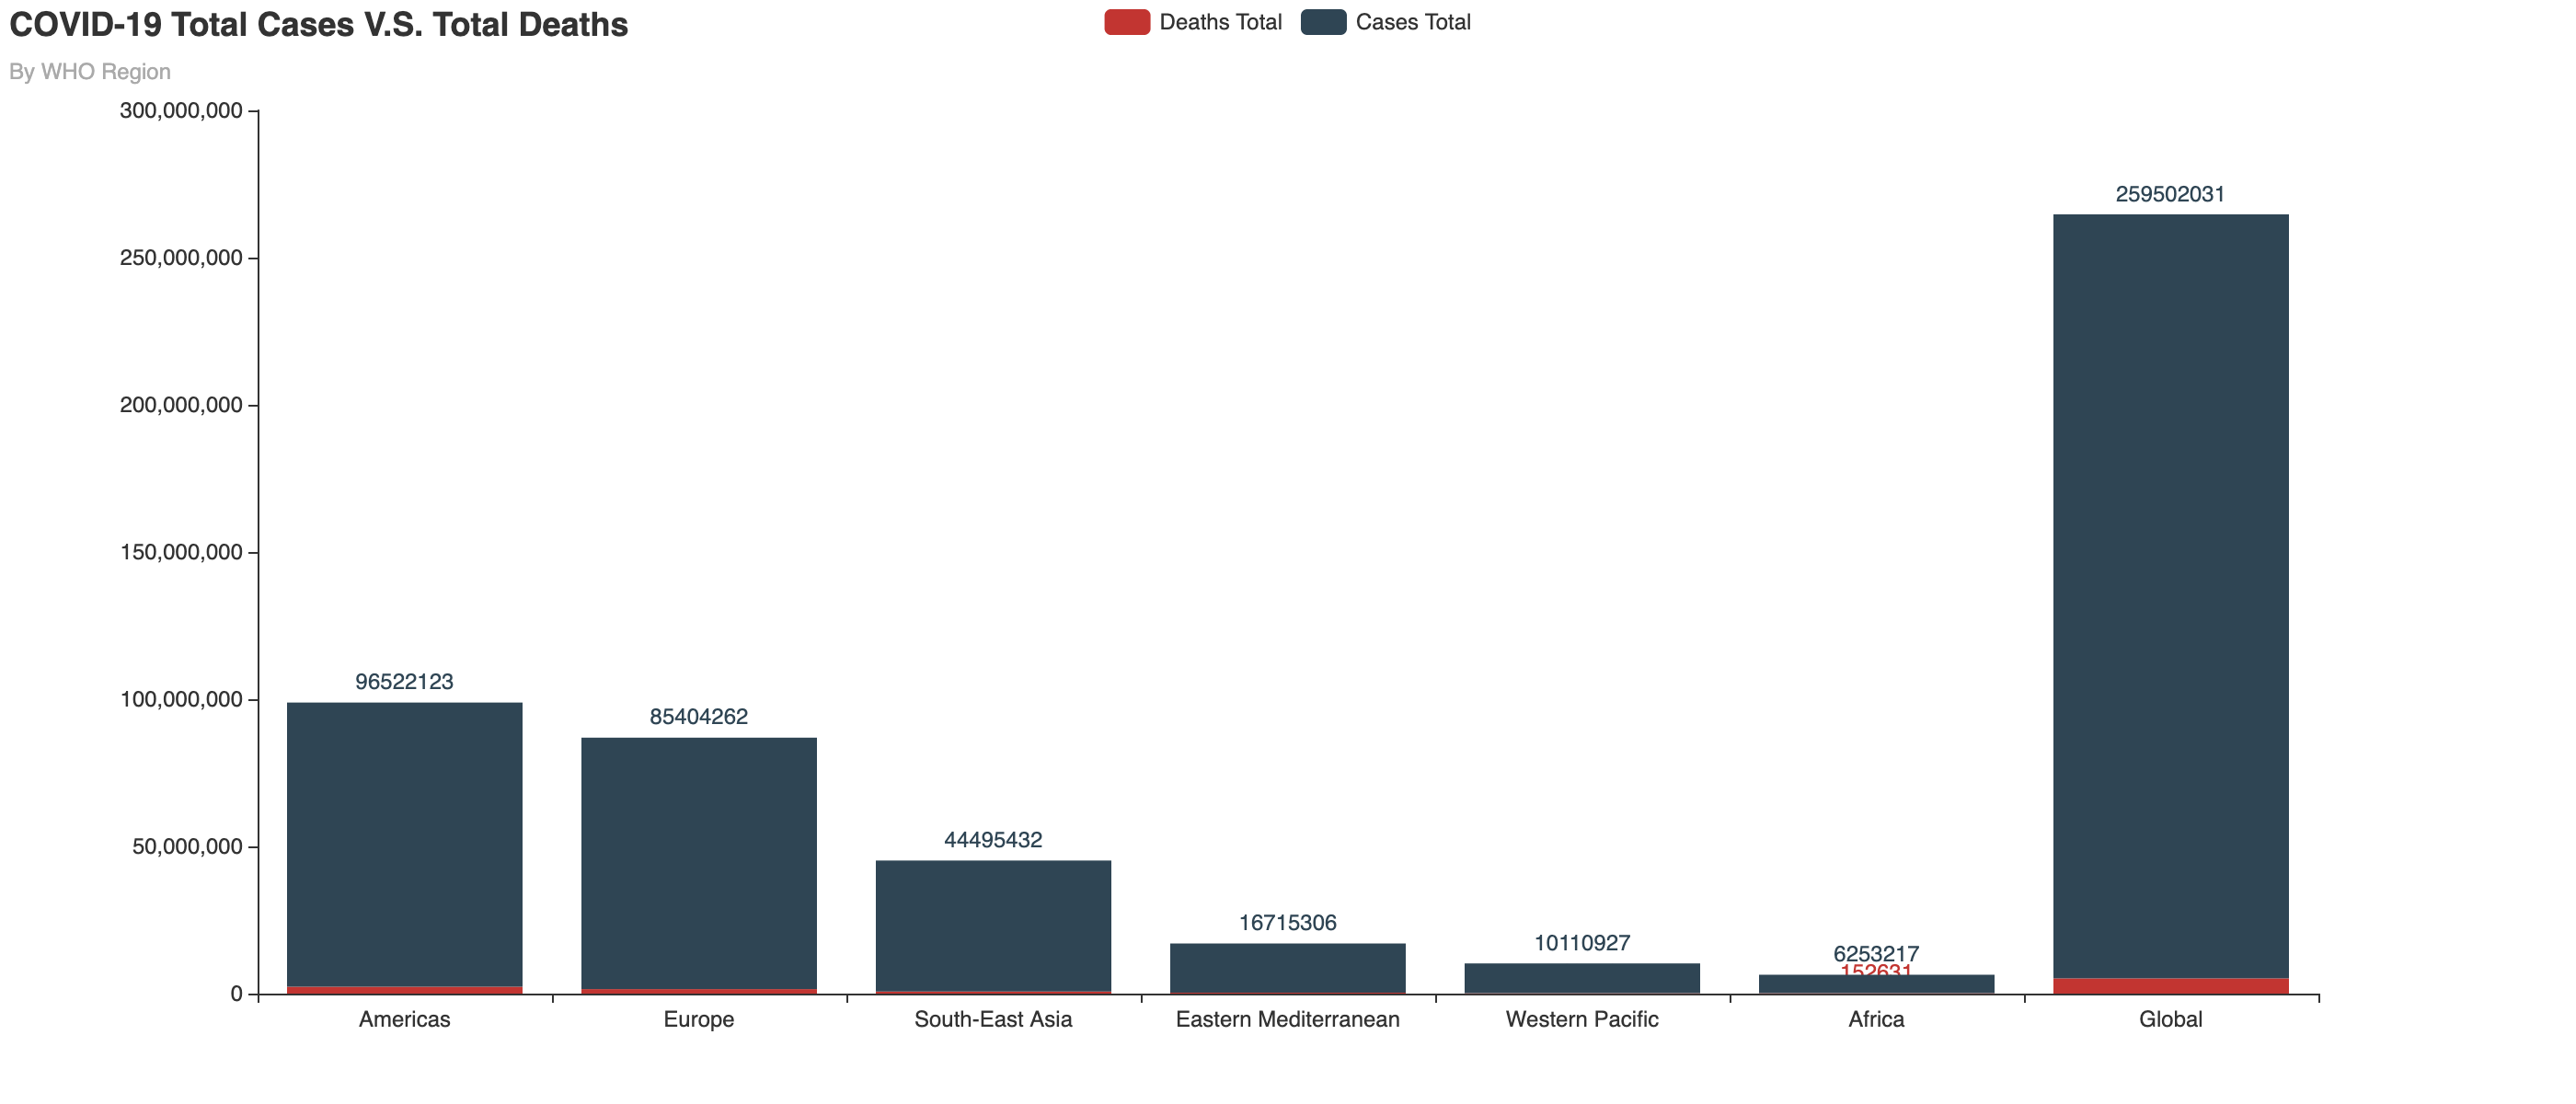 COVID-19 Total Cases V.S. Total Deaths
By WHO Region
Deaths Total
Cases Total
300,000,000
250,000,000
200,000,000
150,000,000
100,000,000
50,000,000
0
96522123
85404262
44495432
16715306
10110927
6253217
152631
259502031
Americas
Europe
South-East Asia
Eastern Mediterranean
Western Pacific
Africa
Global